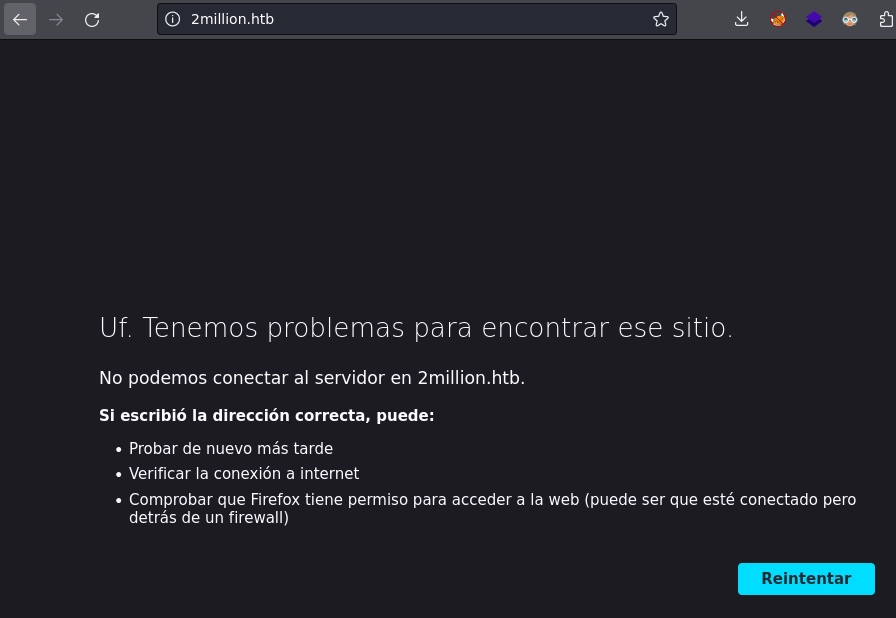 2million.htb
Uf. Tenemos problemas para encontrar ese sitio.
No podemos conectar al servidor en 2million.htb.
Si escribió la dirección correcta, puede:
• Probar de nuevo más tarde
• Verificar la conexión a internet
• Comprobar que Firefox tiene permiso para acceder a la web (puede ser que esté conectado pero
detrás de un firewall)
Reintentar